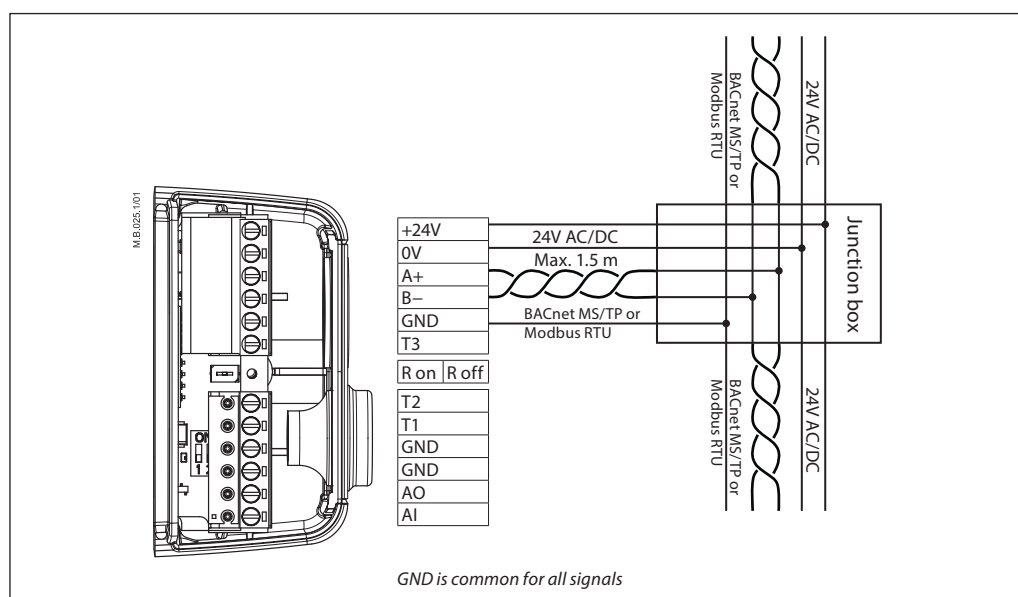 BACnet MS/TP or
Modbus RTU
24V AC/DC
M.B.025.1/01
+24V
0V
A+
B−
GND
T3
R on R off
T2
T1
GND
GND
AO
AI
24V AC/DC
Max. 1.5 m
BACnet MS/TP or
Modbus RTU
Junction box
ON
1
BACnet MS/TP or
Modbus RTU
24V AC/DC
GND is common for all signals